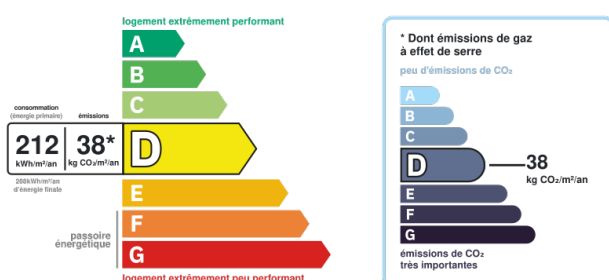 logement extrêmement performant
A
B
C
consommation
(énergie primaire)
émissions
212
kWh/m²/an
38*
kg CO₂/m²/an
D
208kWh/m²/an
d'énergie finale
E
F
G
passoire
énergétique
logement extrêmement peu performant
* Dont émissions de gaz
à effet de serre
peu d'émissions de CO₂
A
B
C
D
38
kg CO₂/m²/an
E
F
G
émissions de CO₂
très importantes